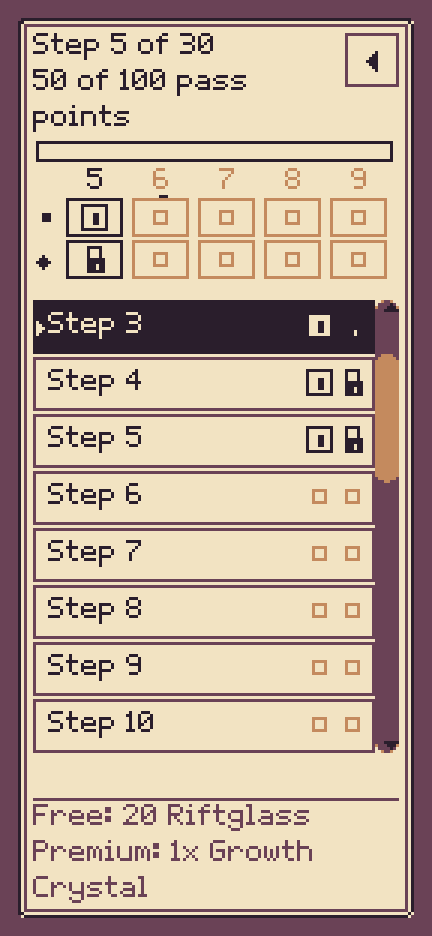 Step 5 of 30
50 of 100 pass
points
5 6 7 8 9
Step 3
Step 4
Step 5
Step 6
Step 7
Step 8
Step 9
Step 10
Free: 20 Riftglass
Premium: 1x Growth
Crystal